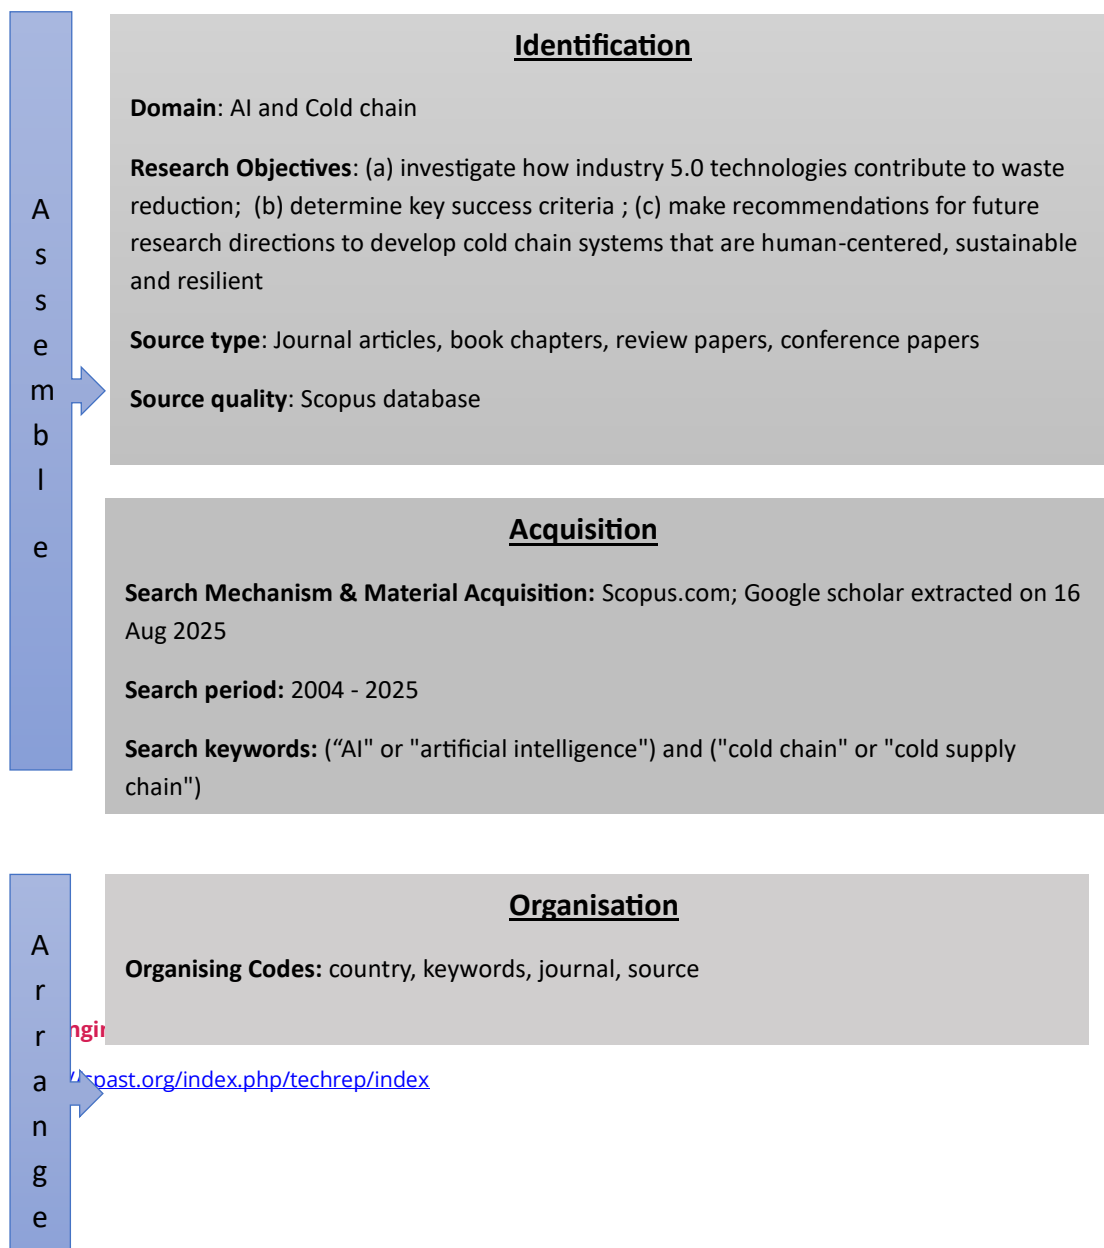 Assemble
Identification
Domain: AI and Cold chain
Research Objectives: (a) investigate how industry 5.0 technologies contribute to waste
reduction;  (b) determine key success criteria ; (c) make recommendations for future
research directions to develop cold chain systems that are human-centered, sustainable
and resilient
Source type: Journal articles, book chapters, review papers, conference papers
Source quality: Scopus database
Acquisition
Search Mechanism & Material Acquisition: Scopus.com; Google scholar extracted on 16
Aug 2025
Search period: 2004 - 2025
Search keywords: (“AI" or "artificial intelligence") and ("cold chain" or "cold supply
chain")
Arrange
Organisation
Organising Codes: country, keywords, journal, source
spast.org/index.php/techrep/index